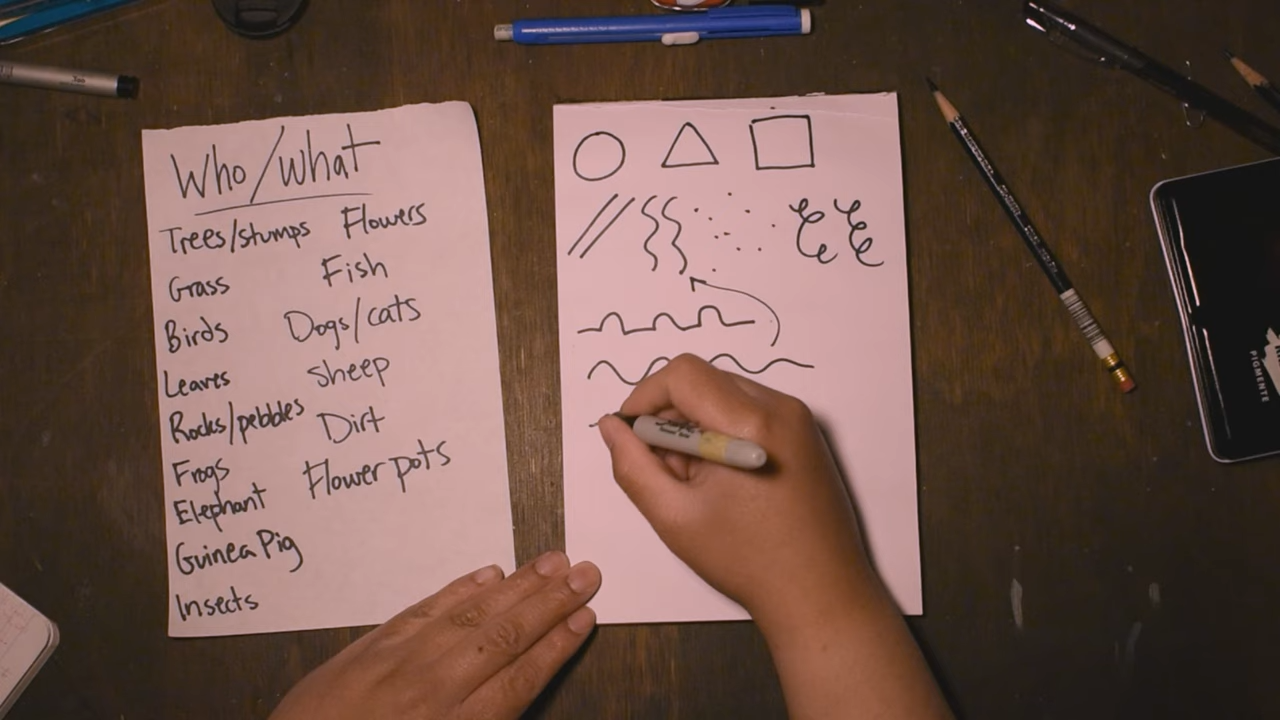 Who/what
Trees/stumps Flowers
Grass Fish
Birds Dogs/cats
Leaves sheep
Rocks/pebbles Dirt
Frogs Flower pots
Elephant
Guinea Pig
Insects
PIGMENTE